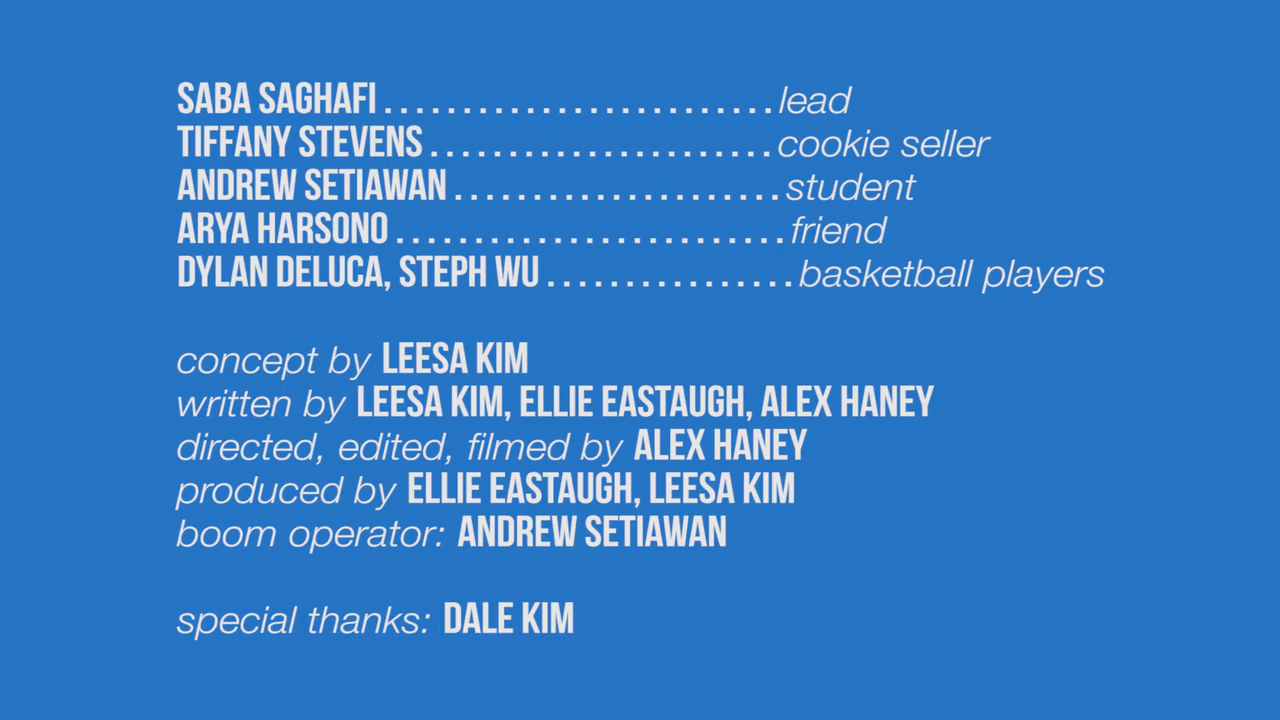 SABA SAGHAFI.........................lead
TIFFANY STEVENS......................cookie seller
ANDREW SETIAWAN.....................student
ARYA HARSONO.........................friend
DYLAN DELUCA, STEPH WU................basketball players
concept by LEESA KIM
written by LEESA KIM, ELLIE EASTAUGH, ALEX HANEY
directed, edited, filmed by ALEX HANEY
produced by ELLIE EASTAUGH, LEESA KIM
boom operator: ANDREW SETIAWAN
special thanks: DALE KIM